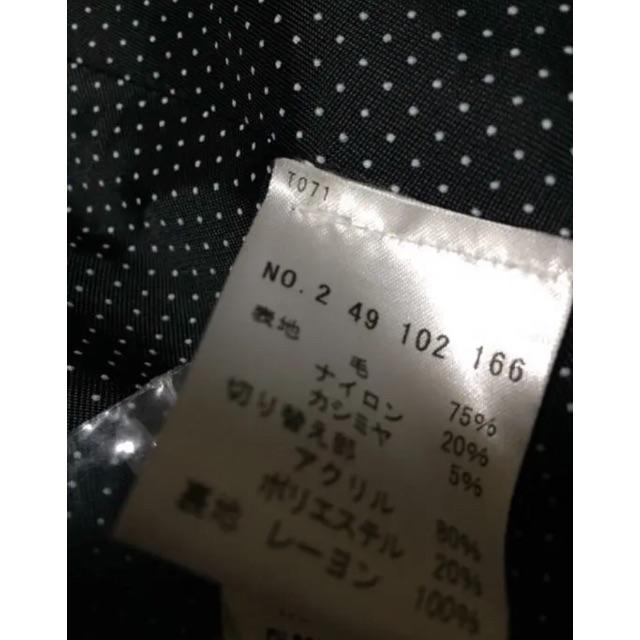 T071
NO.2 49 102 166
表地 毛 75%
ナイロン 20%
カシミヤ 5%
切り替え部
アクリル 80%
ポリエステル 20%
裏地 レーヨン 100%